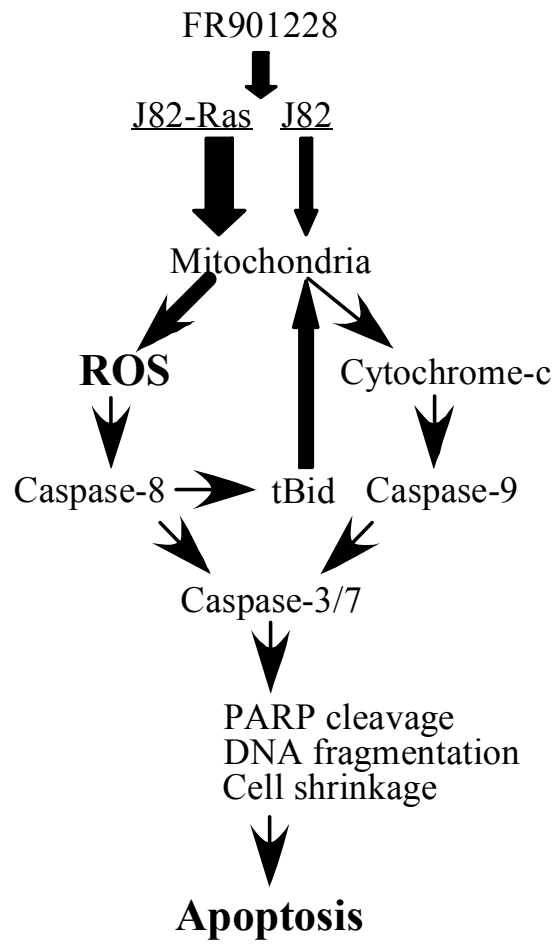 FR901228
J82-Ras J82
Mitochondria
ROS
Cytochrome-c
Caspase-8
tBid
Caspase-9
Caspase-3/7
PARP cleavage
DNA fragmentation
Cell shrinkage
Apoptosis